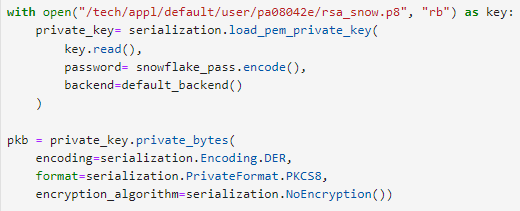 with open("/tech/appl/default/user/pa08042e/rsa_snow.p8", "rb") as key:
    private_key= serialization.load_pem_private_key(
        key.read(),
        password= snowflake_pass.encode(),
        backend=default_backend()
    )

pkb = private_key.private_bytes(
    encoding=serialization.Encoding.DER,
    format=serialization.PrivateFormat.PKCS8,
    encryption_algorithm=serialization.NoEncryption())